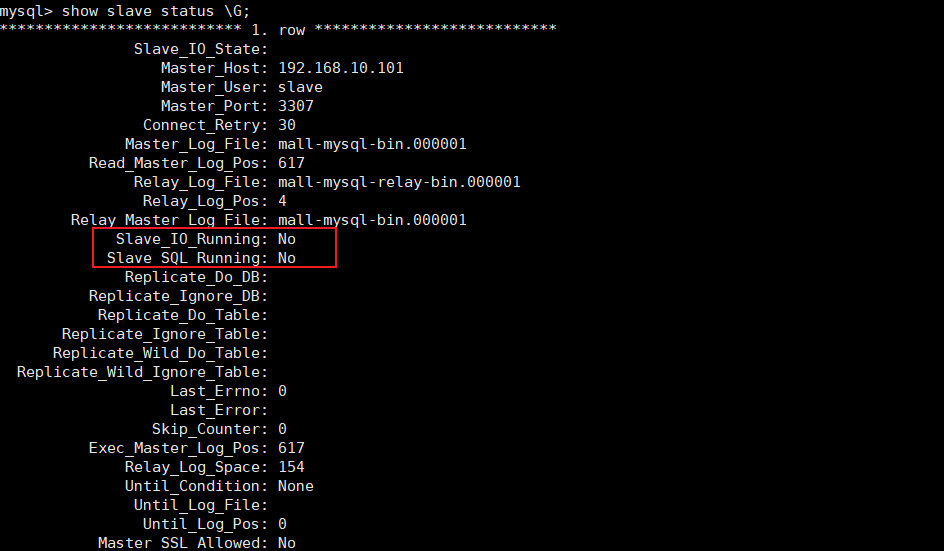 mysql> show slave status \G;
*************************** 1. row ***************************
Slave_IO_State:
Master_Host: 192.168.10.101
Master_User: slave
Master_Port: 3307
Connect_Retry: 30
Master_Log_File: mall-mysql-bin.000001
Read_Master_Log_Pos: 617
Relay_Log_File: mall-mysql-relay-bin.000001
Relay_Log_Pos: 4
Relay_Master_Log_File: mall-mysql-bin.000001
Slave_IO_Running: No
Slave_SQL_Running: No
Replicate_Do_DB:
Replicate_Ignore_DB:
Replicate_Do_Table:
Replicate_Ignore_Table:
Replicate_Wild_Do_Table:
Replicate_Wild_Ignore_Table:
Last_Errno: 0
Last_Error:
Skip_Counter: 0
Exec_Master_Log_Pos: 617
Relay_Log_Space: 154
Until_Condition: None
Until_Log_File:
Until_Log_Pos: 0
Master_SSL_Allowed: No